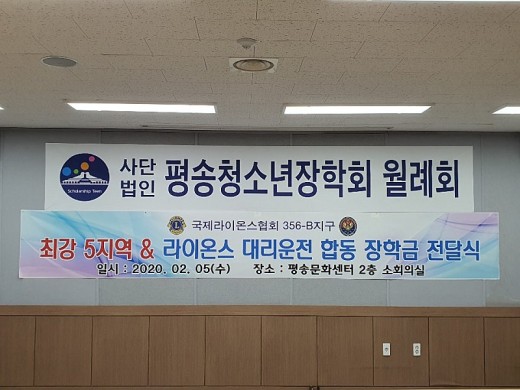 사단
법인
평송청소년장학회 월례회
Scholarship Teen
국제라이온스협회 356-B지구
최강 5지역 & 라이온스 대리운전 합동 장학금 전달식
일시 : 2020. 02. 05(수) 장소 : 평송문화센터 2층 소회의실